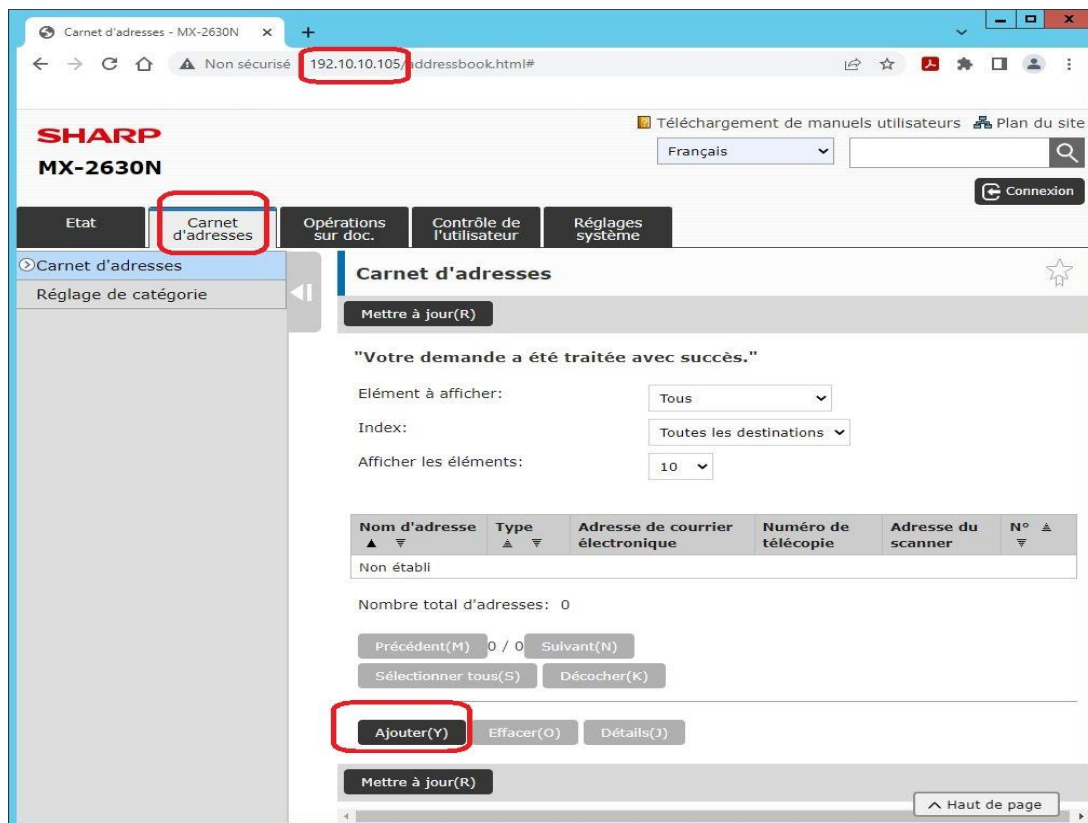 Carnet d'adresses - MX-2630N
Non sécurisé 192.10.10.105/addressbook.html#
Téléchargement de manuels utilisateurs Plan du site
SHARP
Français
MX-2630N
Connexion
Etat
Carnet d'adresses
Opérations sur doc.
Contrôle de l'utilisateur
Réglages système
Carnet d'adresses
Réglage de catégorie
Carnet d'adresses
Mettre à jour(R)
"Votre demande a été traitée avec succès."
Elément à afficher: Tous
Index: Toutes les destinations
Afficher les éléments: 10
Nom d'adresse Type Adresse de courrier électronique Numéro de télécopie Adresse du scanner N°
Non établi
Nombre total d'adresses: 0
Précédent(M) 0 / 0 Suivant(N)
Sélectionner tous(S) Décocher(K)
Ajouter(Y) Effacer(O) Détails(J)
Mettre à jour(R)
Haut de page